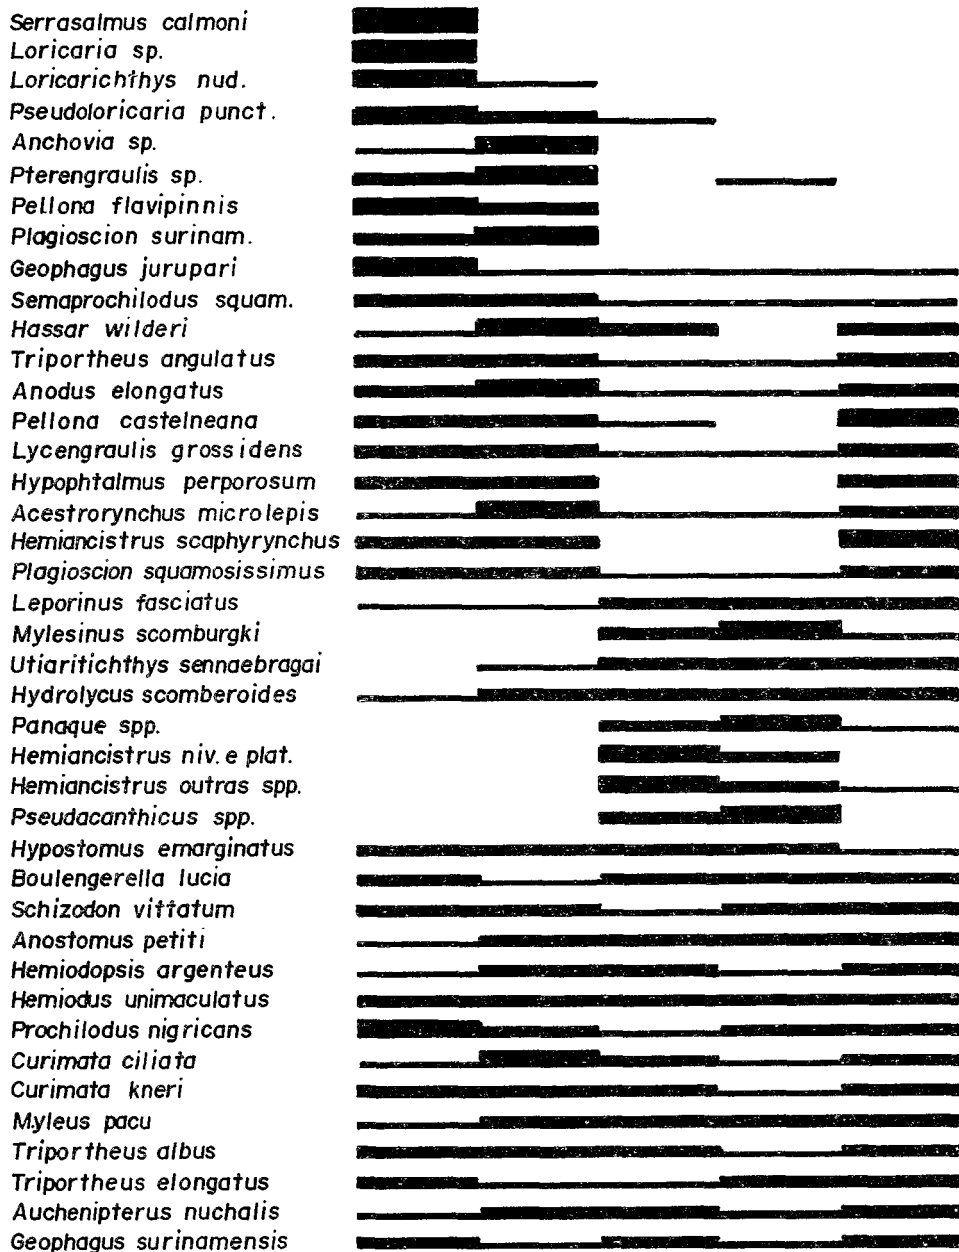 Serrasalmus calmoni
Loricaria sp.
Loricarichthys nud.
Pseudoloricaria punct.
Anchovia sp.
Pterengraulis sp.
Pellona flavipinnis
Plagioscion surinam.
Geophagus jurupari
Semaprochilodus squam.
Hassar wilderi
Triportheus angulatus
Anodus elongatus
Pellona castelneana
Lycengraulis grossidens
Hypophtalmus perporosum
Acestrorynchus microlepis
Hemiancistrus scaphyrynchus
Plagioscion squamosissimus
Leporinus fasciatus
Mylesinus scomburgki
Utiaritichthys sennaebragai
Hydrolycus scomberoides
Panaque spp.
Hemiancistrus niv. e plat.
Hemiancistrus outras spp.
Pseudacanthicus spp.
Hypostomus emarginatus
Boulengerella lucia
Schizodon vittatum
Anostomus petiti
Hemiodopsis argenteus
Hemiodus unimaculatus
Prochilodus nigricans
Curimata ciliata
Curimata kneri
Myleus pacu
Triportheus albus
Triportheus elongatus
Auchenipterus nuchalis
Geophagus surinamensis